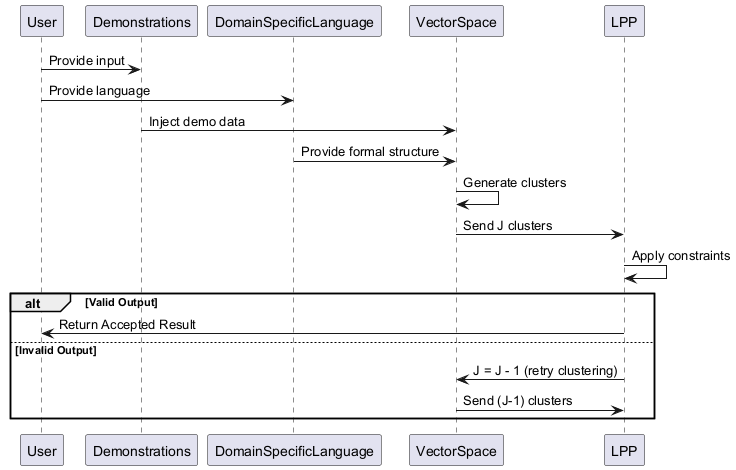 User Demonstrations DomainSpecificLanguage VectorSpace LPP
Provide input
Provide language
Inject demo data
Provide formal structure
Generate clusters
Send J clusters
Apply constraints
alt [Valid Output]
Return Accepted Result
[Invalid Output]
J = J - 1 (retry clustering)
Send (J-1) clusters
User Demonstrations DomainSpecificLanguage VectorSpace LPP